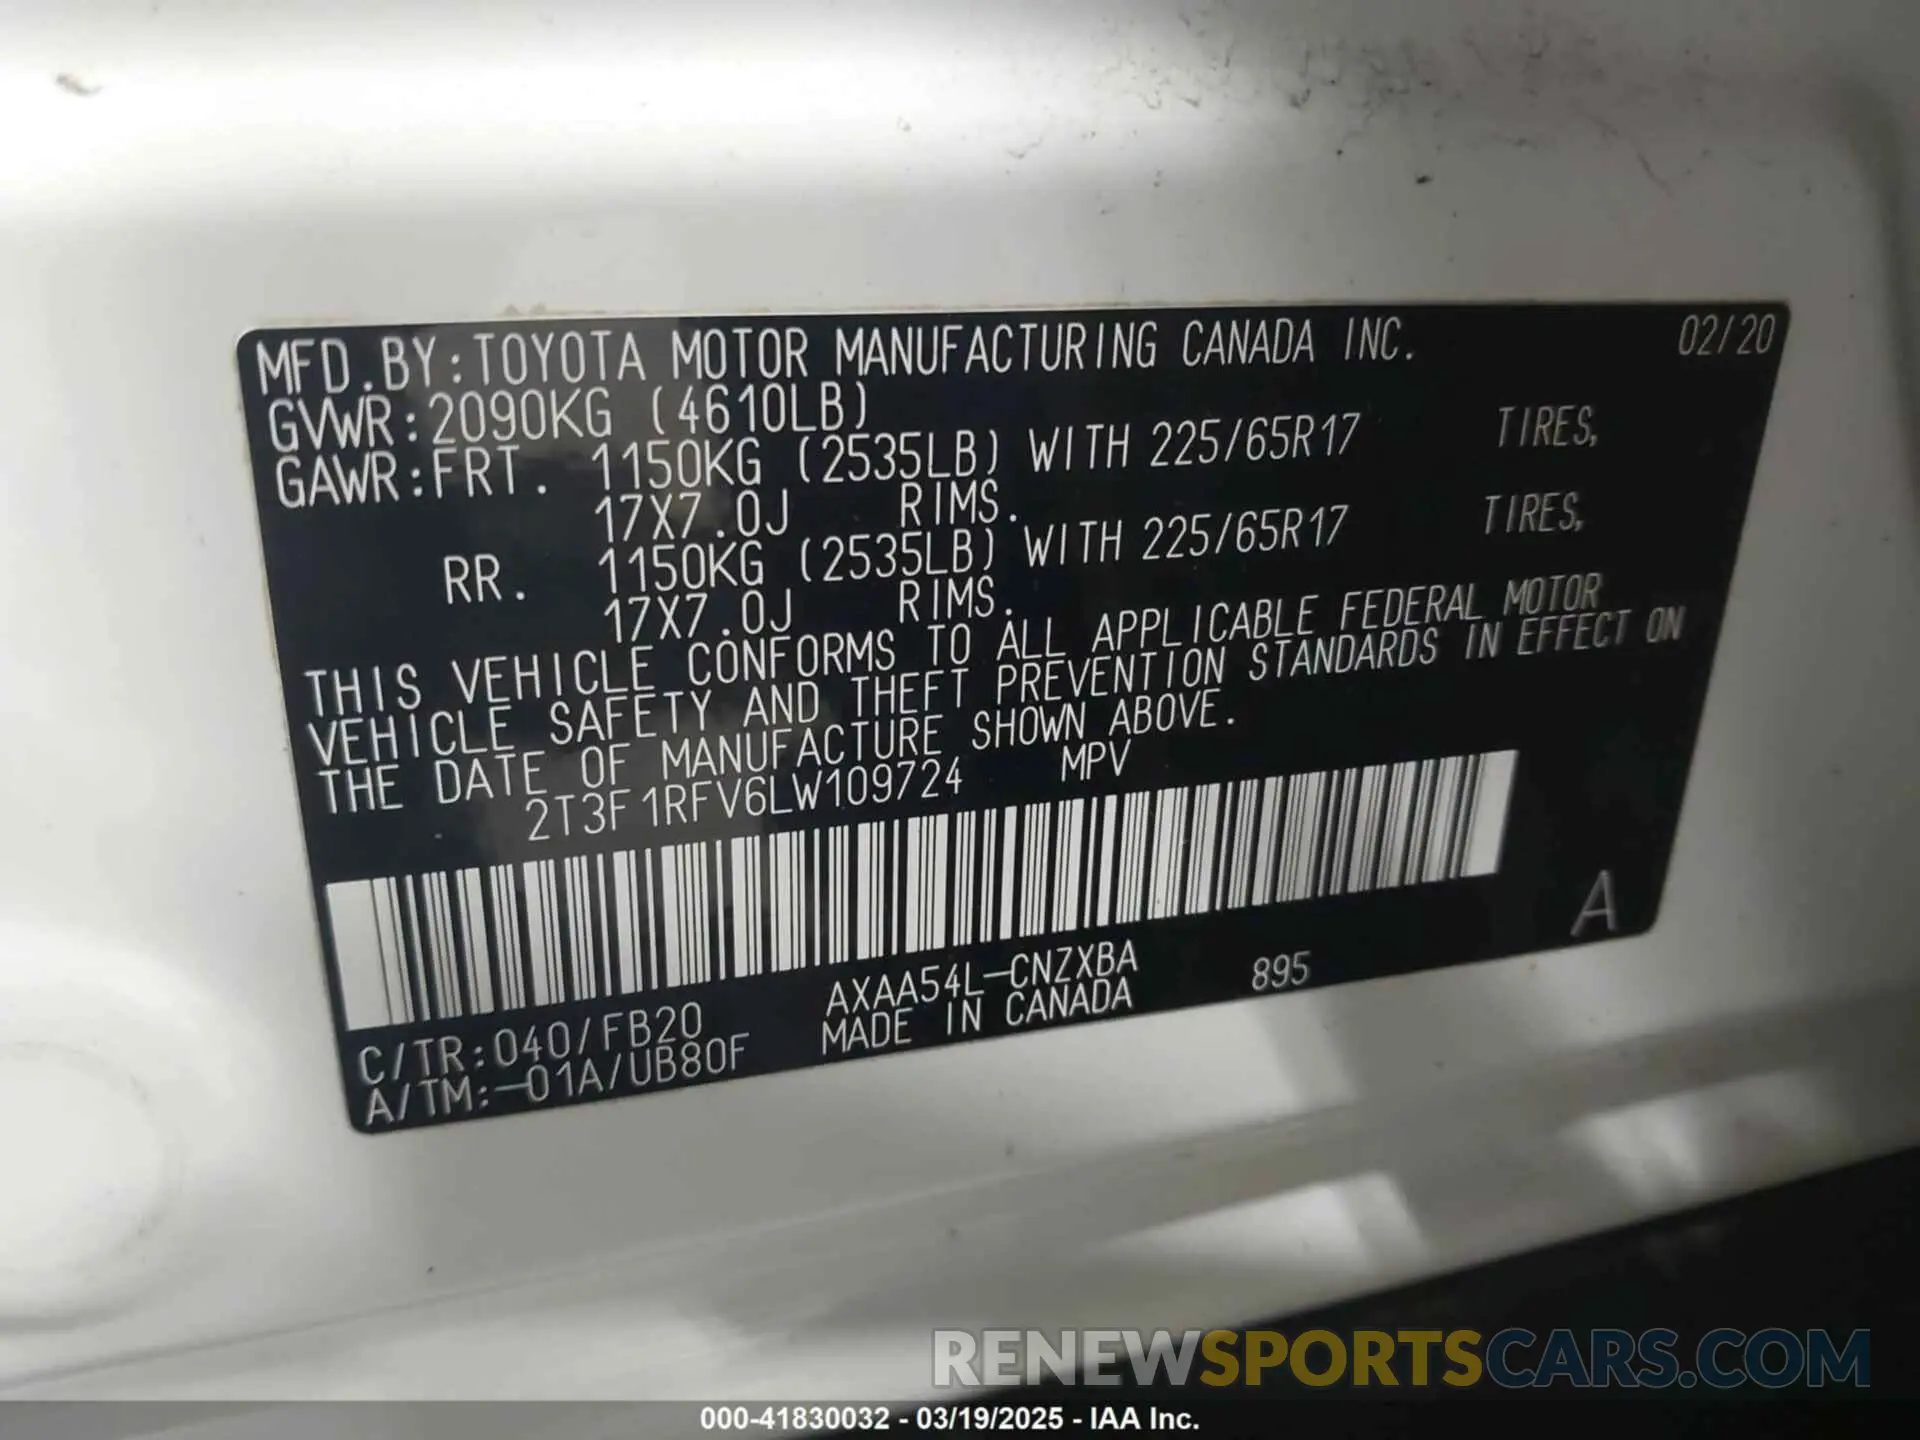 MFD.BY:TOYOTA MOTOR MANUFACTURING CANADA INC. 02/20
GVWR:2090KG (4610LB)
GAWR:FRT. 1150KG (2535LB) WITH 225/65R17 TIRES,
17X7.0J RIMS.
RR. 1150KG (2535LB) WITH 225/65R17 TIRES,
17X7.0J RIMS.
THIS VEHICLE CONFORMS TO ALL APPLICABLE FEDERAL MOTOR
VEHICLE SAFETY AND THEFT PREVENTION STANDARDS IN EFFECT ON
THE DATE OF MANUFACTURE SHOWN ABOVE.
2T3F1RFV6LW109724 MPV
A
C/TR:040/FB20 AXAA54L-CNZXBA 895
A/TM:-01A/UB80F MADE IN CANADA
RENEWSPORTSCARS.COM
000-41830032 - 03/19/2025 - IAA Inc.